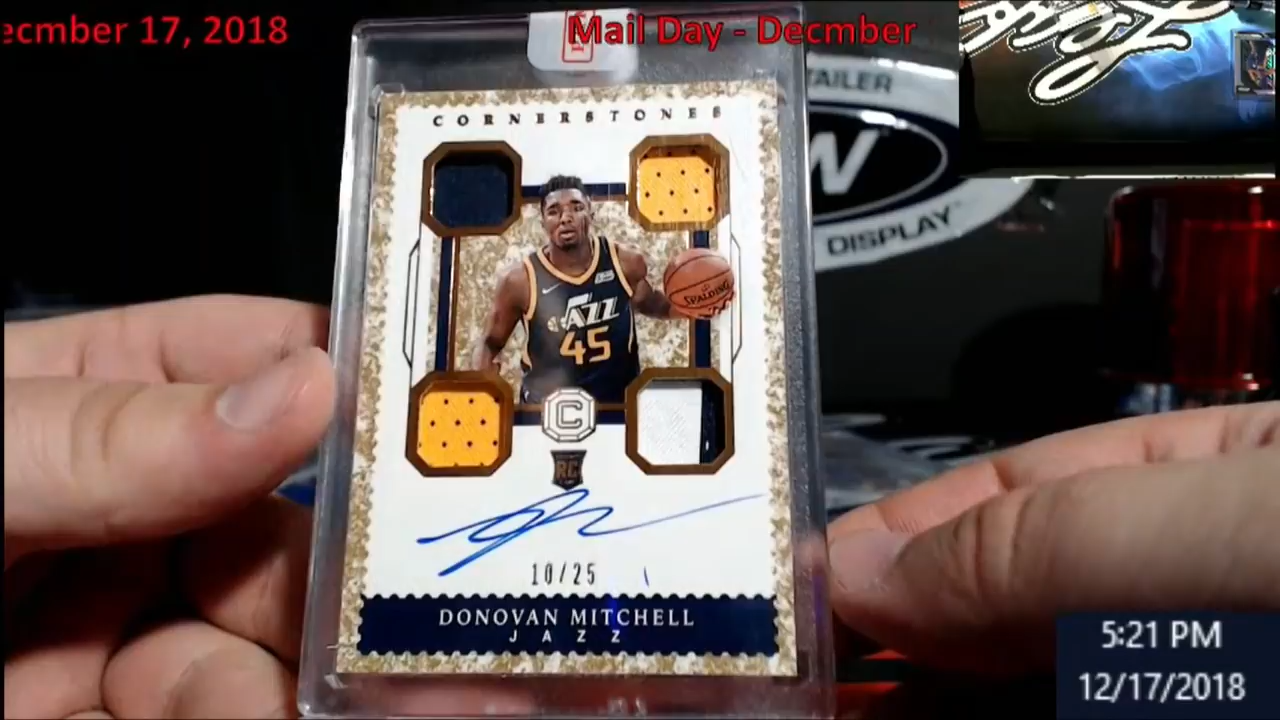 ecmber 17, 2018
Mail Day - Decmber
TAILER
W
DISPLAY
CORNERSTONES
SPALDING
JAZZ
45
C
RC
10/25
DONOVAN MITCHELL
JAZZ
5:21 PM
12/17/2018